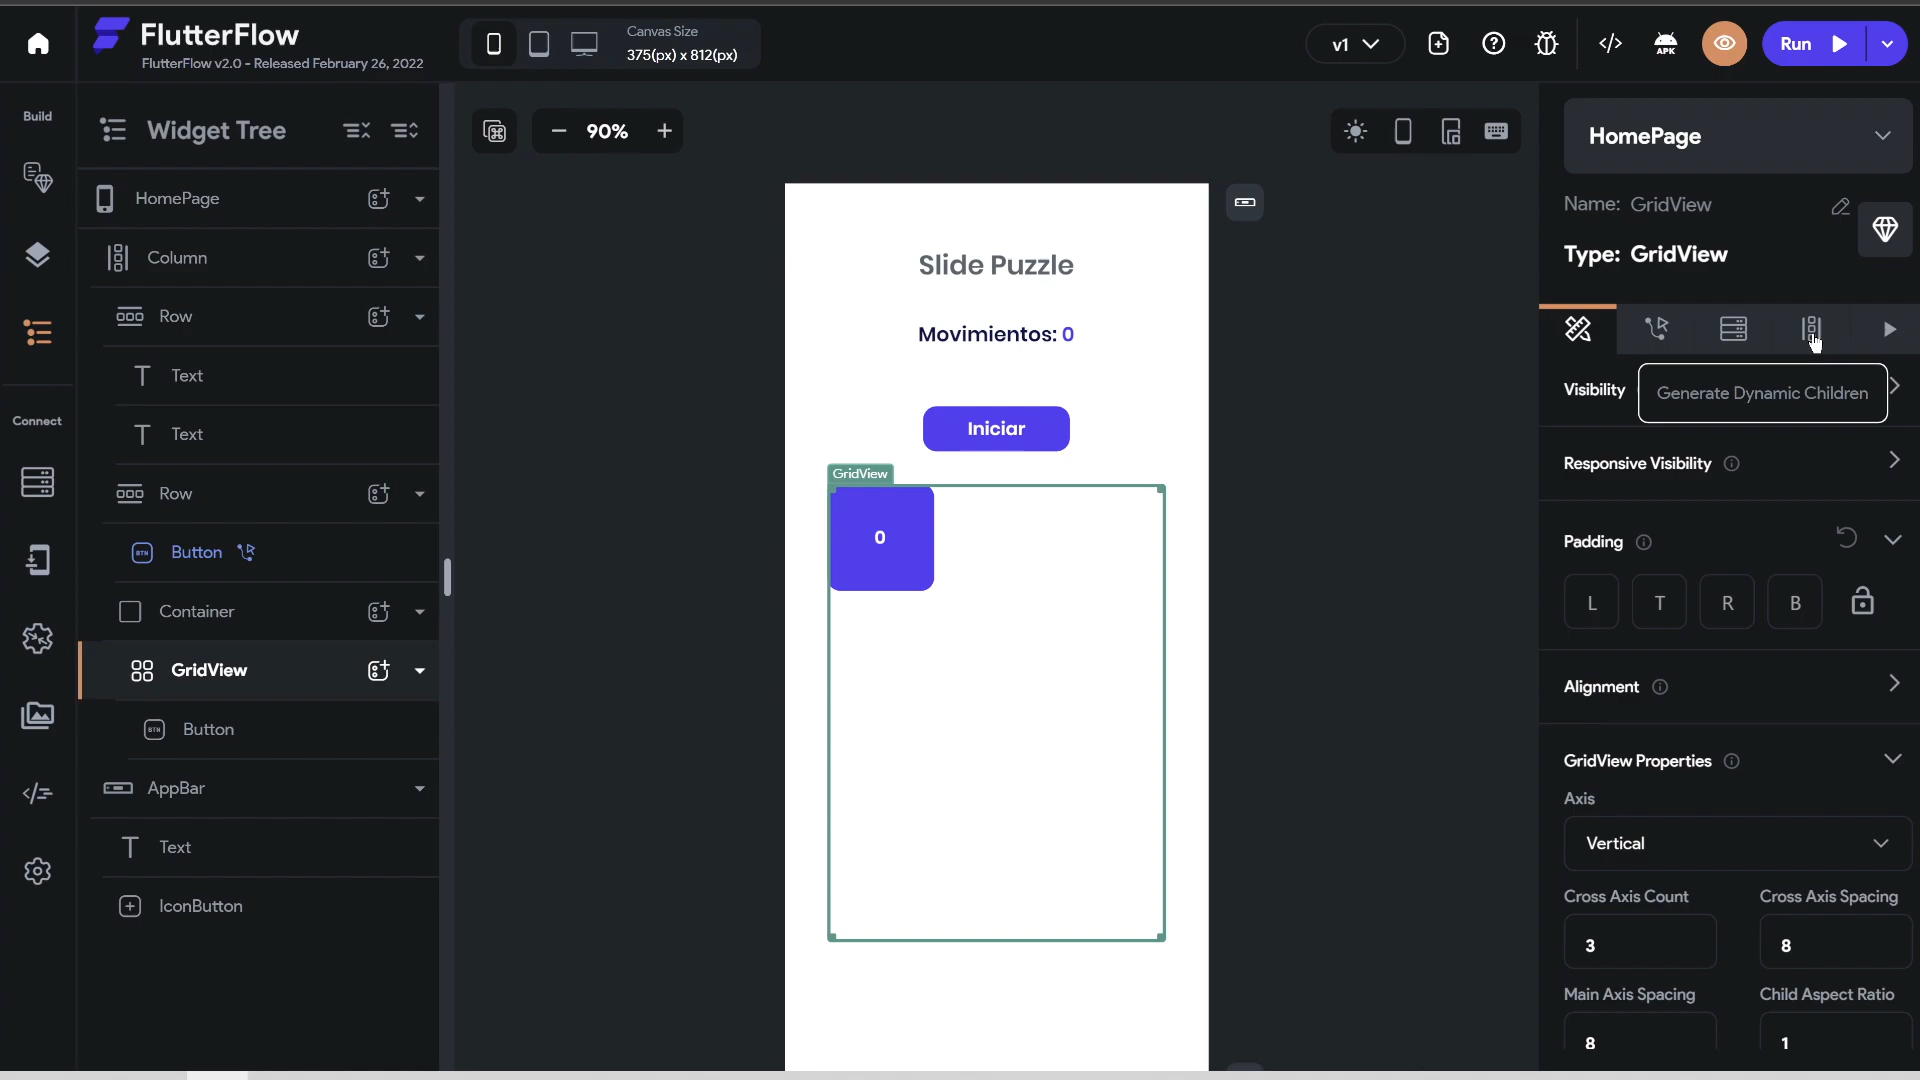 FlutterFlow
FlutterFlow v2.0 - Released February 26, 2022
Canvas Size
375(px) x 812(px)
v1
APK
Run
Build
Widget Tree
90%
HomePage
HomePage
Name: GridView
Type: GridView
Column
Row
Text
Text
Row
BTN
Button
Container
GridView
BTN
Button
AppBar
Text
IconButton
Connect
Slide Puzzle
Movimientos: 0
Iniciar
GridView
0
Visibility
Generate Dynamic Children
Responsive Visibility
Padding
L
T
R
B
Alignment
GridView Properties
Axis
Vertical
Cross Axis Count
Cross Axis Spacing
3
8
Main Axis Spacing
Child Aspect Ratio
8
1